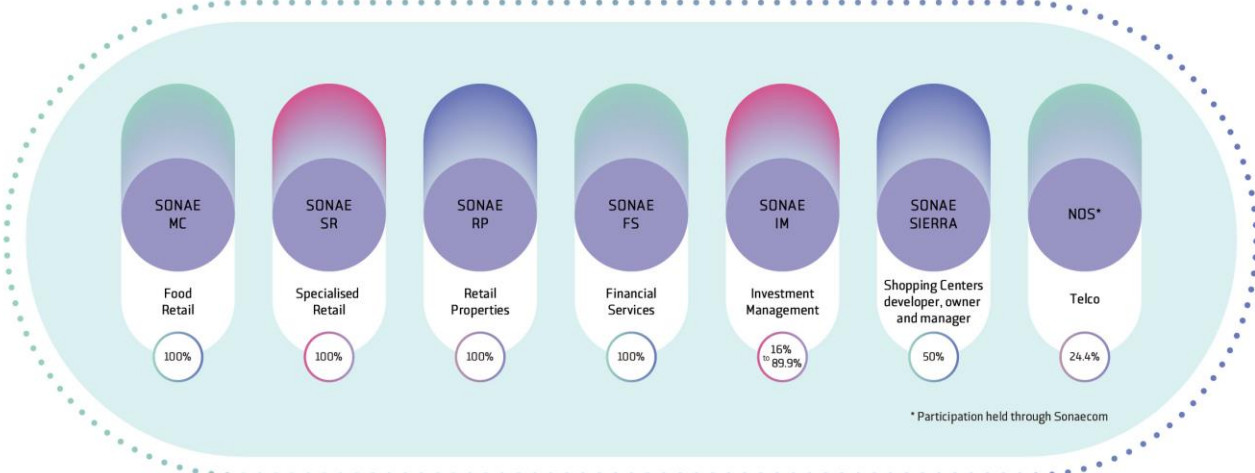 SONAE
MC
Food
Retail
100%
SONAE
SR
Specialised
Retail
100%
SONAE
RP
Retail
Properties
100%
SONAE
FS
Financial
Services
100%
SONAE
IM
Investment
Management
16%
to
89.9%
SONAE
SIERRA
Shopping Centers
developer, owner
and manager
50%
NOS*
Telco
24.4%
* Participation held through Sonaecom